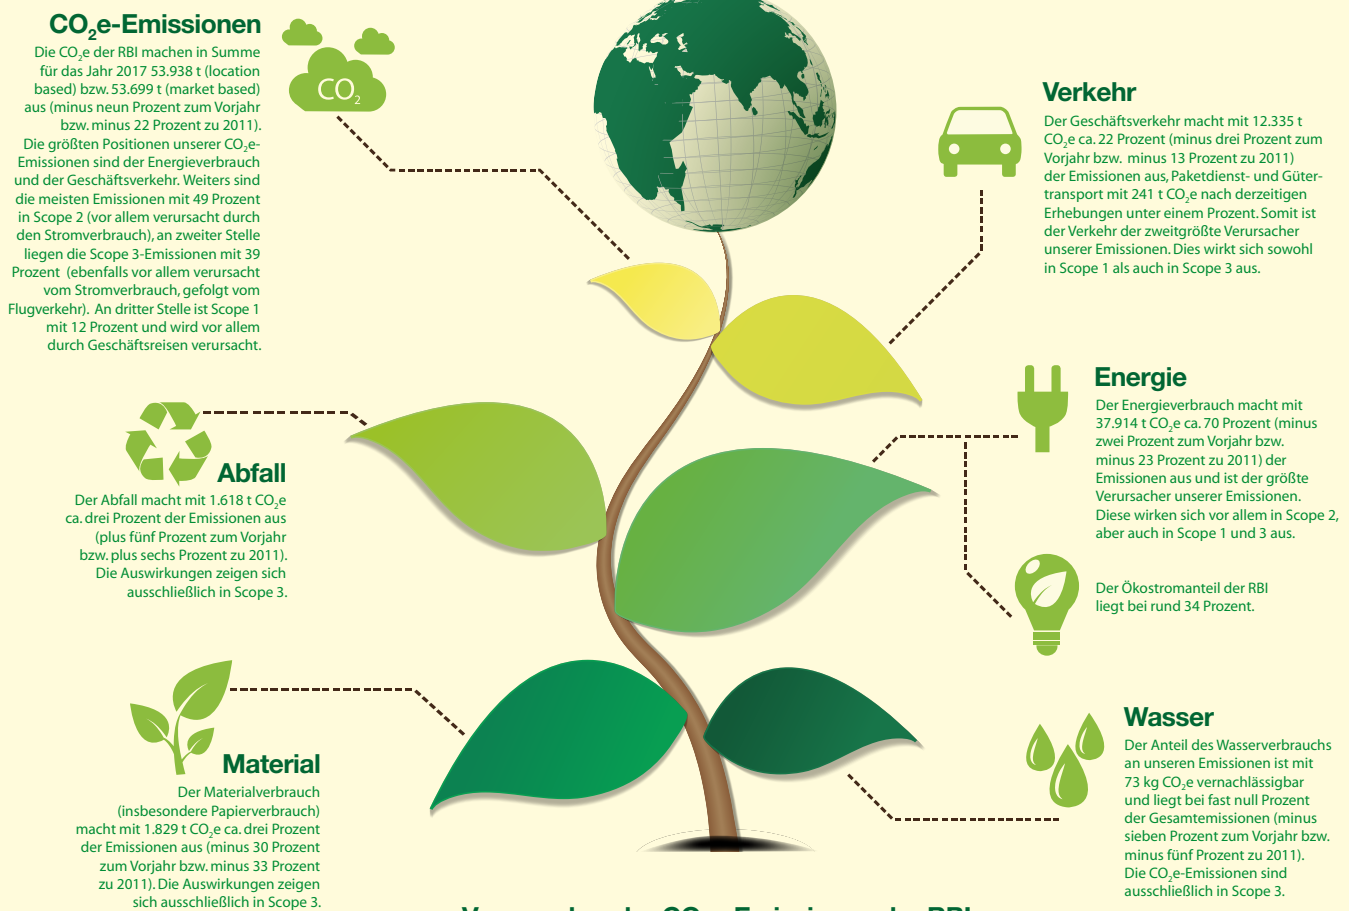 CO₂e-Emissionen
Die CO₂e der RBI machen in Summe
für das Jahr 2017 53.938 t (location
based) bzw. 53.699 t (market based)
aus (minus neun Prozent zum Vorjahr
bzw. minus 22 Prozent zu 2011).
Die größten Positionen unserer CO₂e-
Emissionen sind der Energieverbrauch
und der Geschäftsverkehr. Weiters sind
die meisten Emissionen mit 49 Prozent
in Scope 2 (vor allem verursacht durch
den Stromverbrauch), an zweiter Stelle
liegen die Scope 3-Emissionen mit 39
Prozent (ebenfalls vor allem verursacht
vom Stromverbrauch, gefolgt vom
Flugverkehr). An dritter Stelle ist Scope 1
mit 12 Prozent und wird vor allem
durch Geschäftsreisen verursacht.
CO₂
Verkehr
Der Geschäftsverkehr macht mit 12.335 t
CO₂e ca. 22 Prozent (minus drei Prozent zum
Vorjahr bzw. minus 13 Prozent zu 2011)
der Emissionen aus, Paketdienst- und Güter-
transport mit 241 t CO₂e nach derzeitigen
Erhebungen unter einem Prozent. Somit ist
der Verkehr der zweitgrößte Verursacher
unserer Emissionen. Dies wirkt sich sowohl
in Scope 1 als auch in Scope 3 aus.
Abfall
Der Abfall macht mit 1.618 t CO₂e
ca. drei Prozent der Emissionen aus
(plus fünf Prozent zum Vorjahr
bzw. plus sechs Prozent zu 2011).
Die Auswirkungen zeigen sich
ausschließlich in Scope 3.
Energie
Der Energieverbrauch macht mit
37.914 t CO₂e ca. 70 Prozent (minus
zwei Prozent zum Vorjahr bzw.
minus 23 Prozent zu 2011) der
Emissionen aus und ist der größte
Verursacher unserer Emissionen.
Diese wirken sich vor allem in Scope 2,
aber auch in Scope 1 und 3 aus.
Der Ökostromanteil der RBI
liegt bei rund 34 Prozent.
Material
Der Materialverbrauch
(insbesondere Papierverbrauch)
macht mit 1.829 t CO₂e ca. drei Prozent
der Emissionen aus (minus 30 Prozent
zum Vorjahr bzw. minus 33 Prozent
zu 2011). Die Auswirkungen zeigen
sich ausschließlich in Scope 3.
Wasser
Der Anteil des Wasserverbrauchs
an unseren Emissionen ist mit
73 kg CO₂e vernachlässigbar
und liegt bei fast null Prozent
der Gesamtemissionen (minus
sieben Prozent zum Vorjahr bzw.
minus fünf Prozent zu 2011).
Die CO₂e-Emissionen sind
ausschließlich in Scope 3.